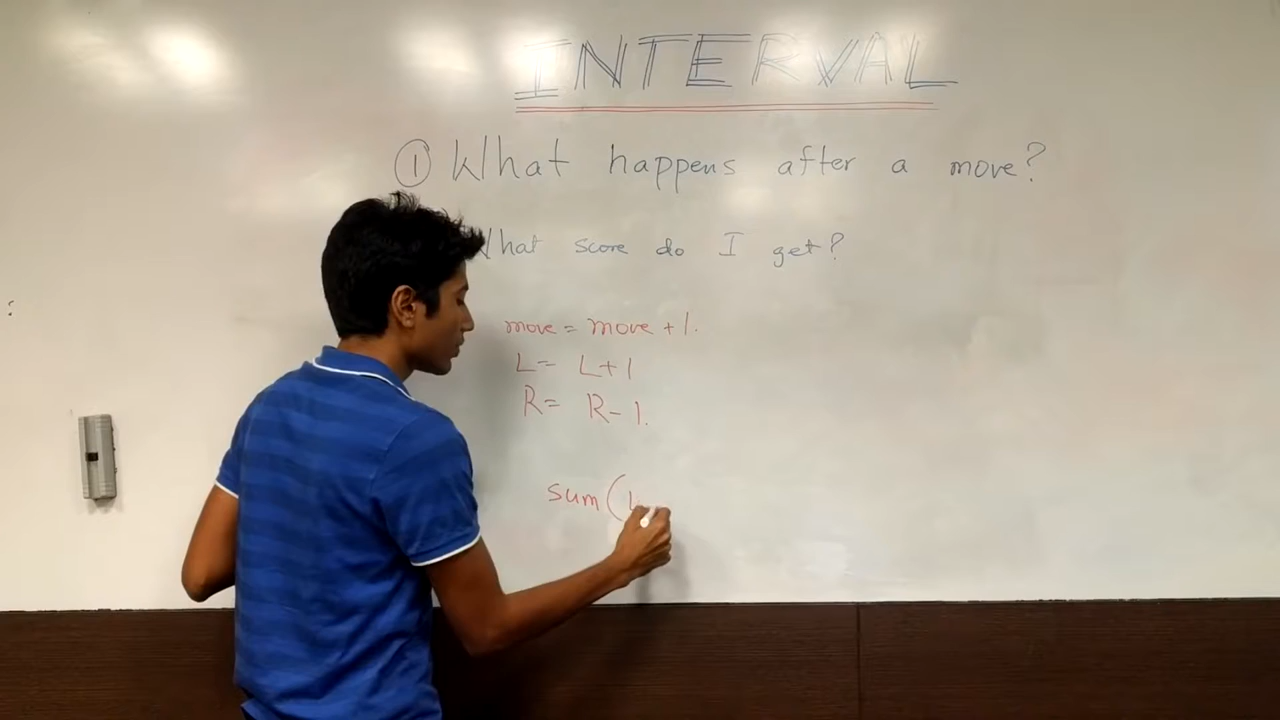 INTERVAL
① What happens after a move?
What score do I get?
move = move + 1.
L = L + 1
R = R - 1.
sum (L